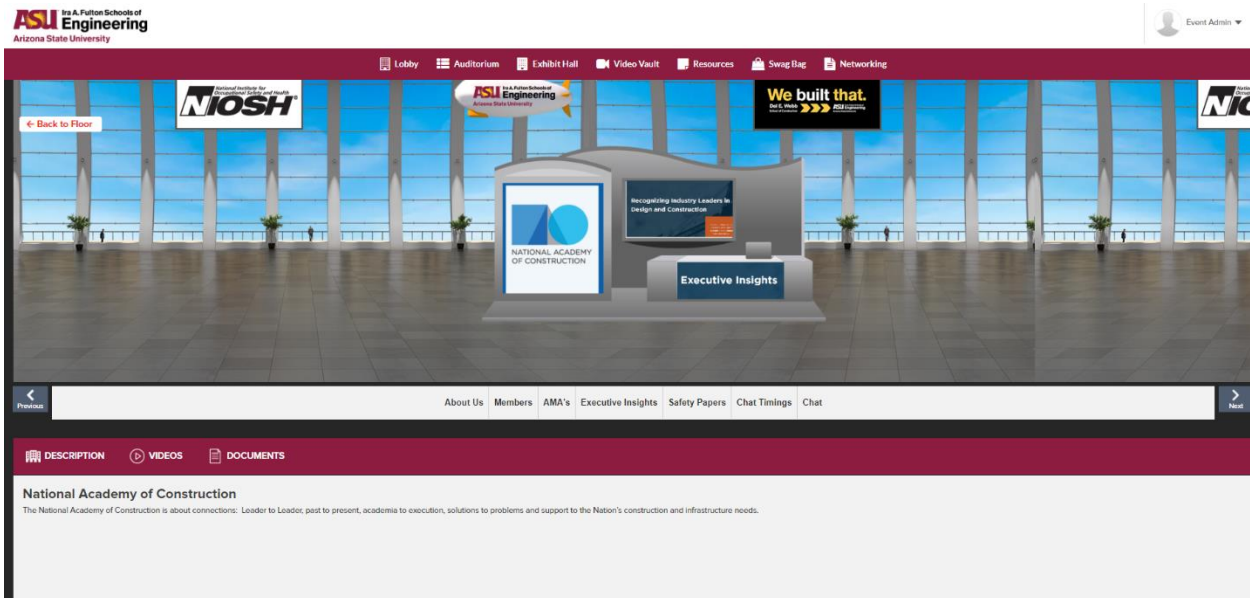 ASU Ira A. Fulton Schools of
Engineering
Arizona State University
Event Admin
Lobby
Auditorium
Exhibit Hall
Video Vault
Resources
Swag Bag
Networking
← Back to Floor
National Institute for
Occupational Safety and Health
NIOSH
ASU Ira A. Fulton Schools of
Engineering
Arizona State University
We built that.
Del E. Webb
ASU Engineering
NIO
NATIONAL ACADEMY
OF CONSTRUCTION
Recognizing Industry Leaders in
Design and Construction
Executive Insights
Previous
About Us
Members
AMA's
Executive Insights
Safety Papers
Chat Timings
Chat
Next
DESCRIPTION
VIDEOS
DOCUMENTS
National Academy of Construction
The National Academy of Construction is about connections: Leader to Leader, past to present, academia to execution, solutions to problems and support to the Nation's construction and infrastructure needs.